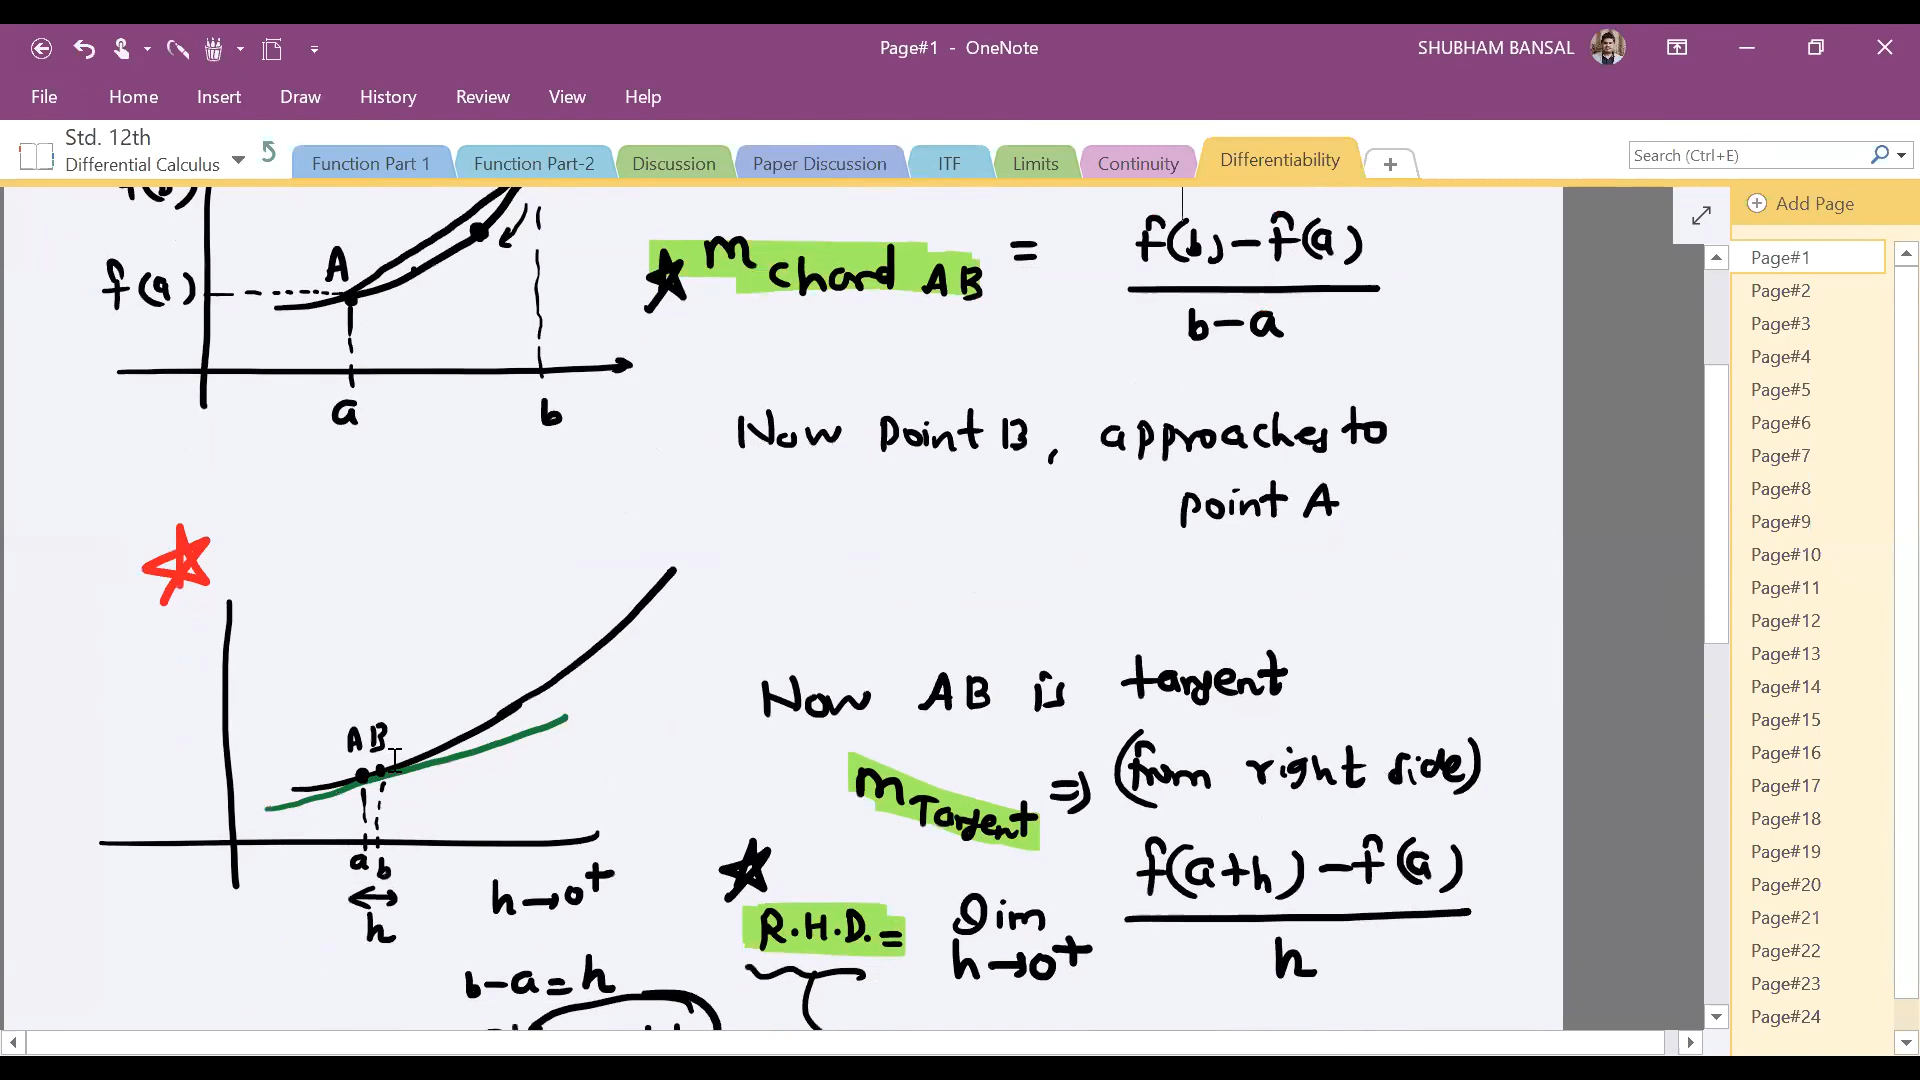 Page#1 - OneNote
SHUBHAM BANSAL
File Home Insert Draw History Review View Help
Std. 12th
Differential Calculus
Function Part 1 Function Part-2 Discussion Paper Discussion ITF Limits Continuity Differentiability +
Search (Ctrl+E)
Add Page
f(a)
A
a
b
m chord AB = f(b) - f(a)
b - a
Now point B, approaches to
point A
A B
a b
h
h → 0+
b - a = h
Now AB is tangent
m Tangent ⇒ (from right side)
R.H.D. = lim h → 0+ f(a+h) - f(a)
h
Page#1
Page#2
Page#3
Page#4
Page#5
Page#6
Page#7
Page#8
Page#9
Page#10
Page#11
Page#12
Page#13
Page#14
Page#15
Page#16
Page#17
Page#18
Page#19
Page#20
Page#21
Page#22
Page#23
Page#24